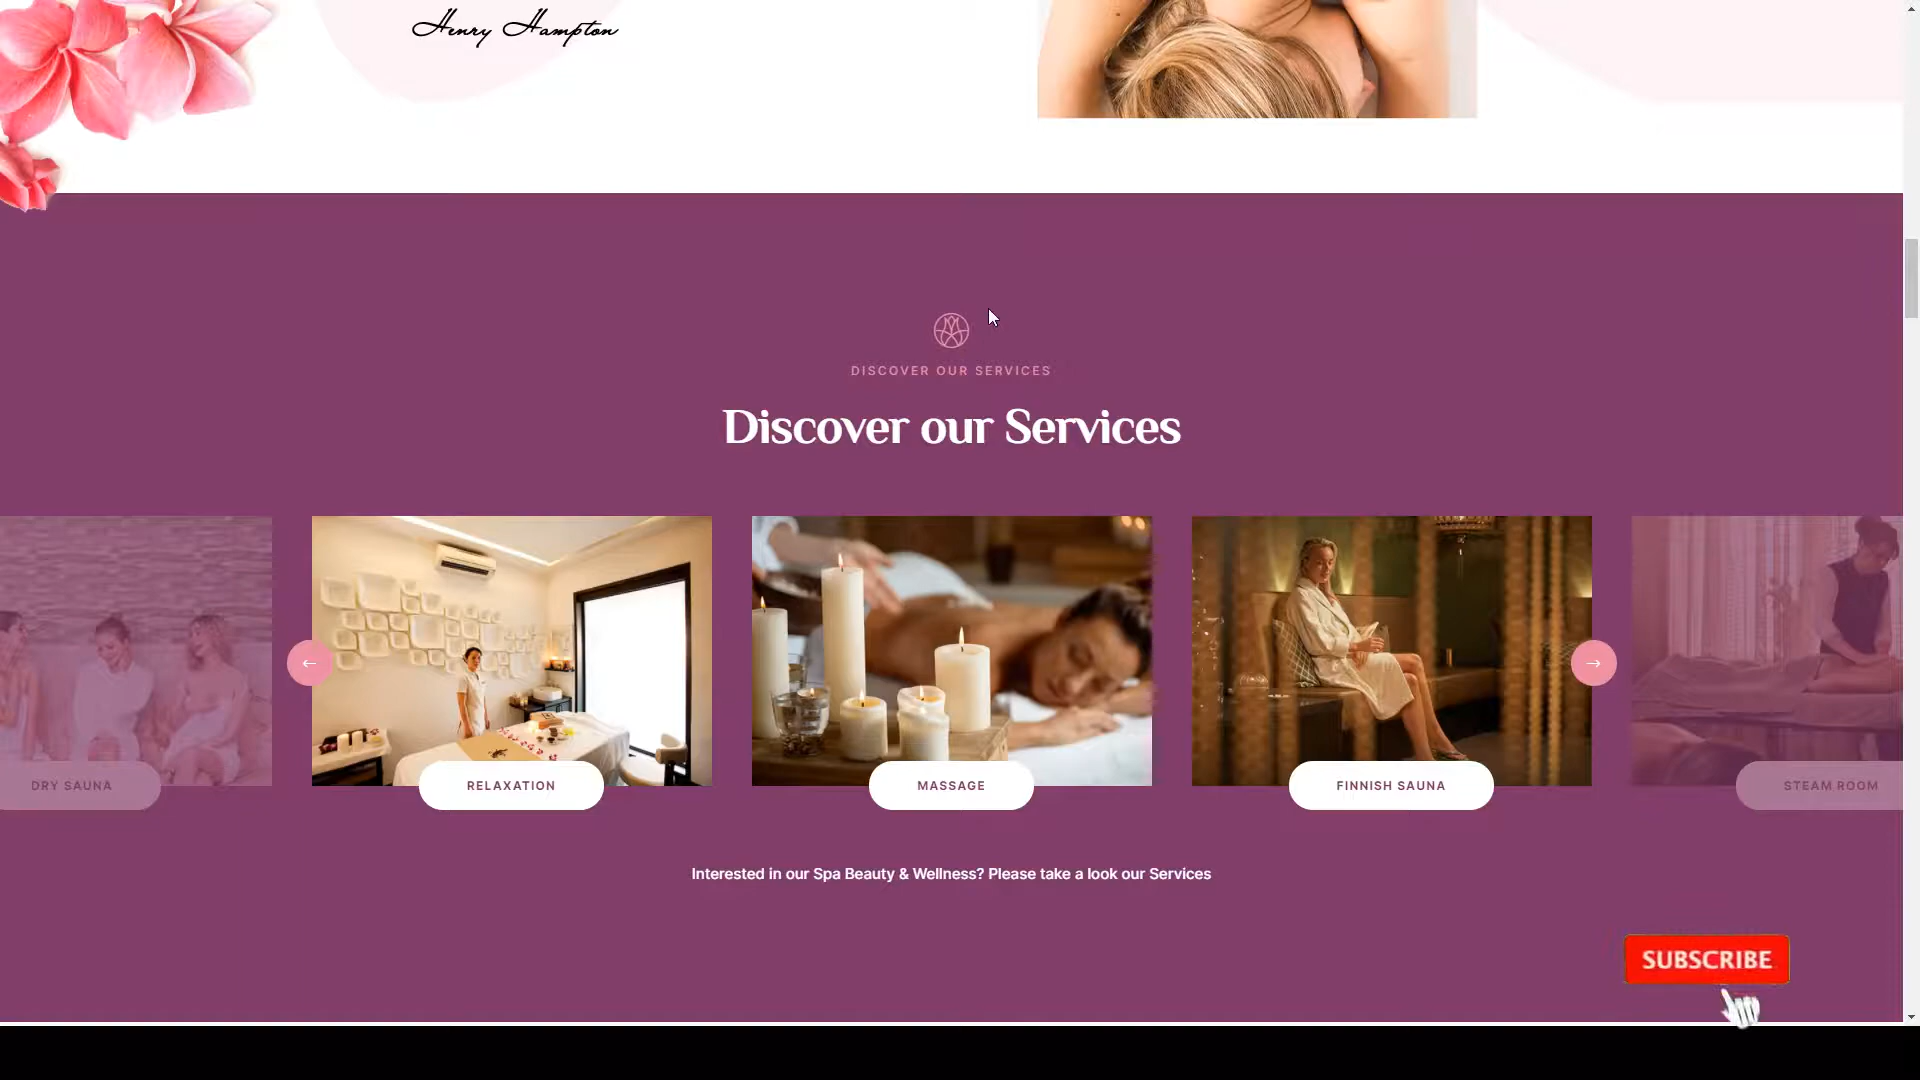 Henry Hampton
DISCOVER OUR SERVICES
Discover our Services
DRY SAUNA
RELAXATION
MASSAGE
FINNISH SAUNA
STEAM ROOM
Interested in our Spa Beauty & Wellness? Please take a look our Services
SUBSCRIBE